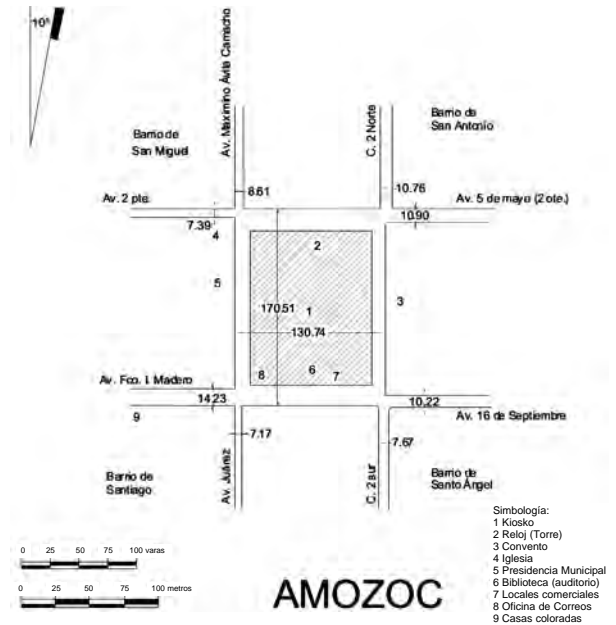 10°
Av. Maximino Ávila Camacho
C. 2 Norte
Barrio de
San Antonio
Barrio de
San Miguel
8.61
10.76
Av. 2 pte.
Av. 5 de mayo (2 ote.)
7.39
10.90
4
2
5
170.51
1
3
130.74
Av. Fco. I. Madero
8
6
7
14.23
10.22
9
Av. 16 de Septiembre
7.17
7.67
Barrio de
Santiago
Av. Juárez
C. 2 sur
Barrio de
Santo Ángel
Simbología:
1 Kiosko
2 Reloj (Torre)
3 Convento
4 Iglesia
5 Presidencia Municipal
6 Biblioteca (auditorio)
7 Locales comerciales
8 Oficina de Correos
9 Casas coloradas
0 25 50 75 100 varas
0 25 50 75 100 metros
AMOZOC